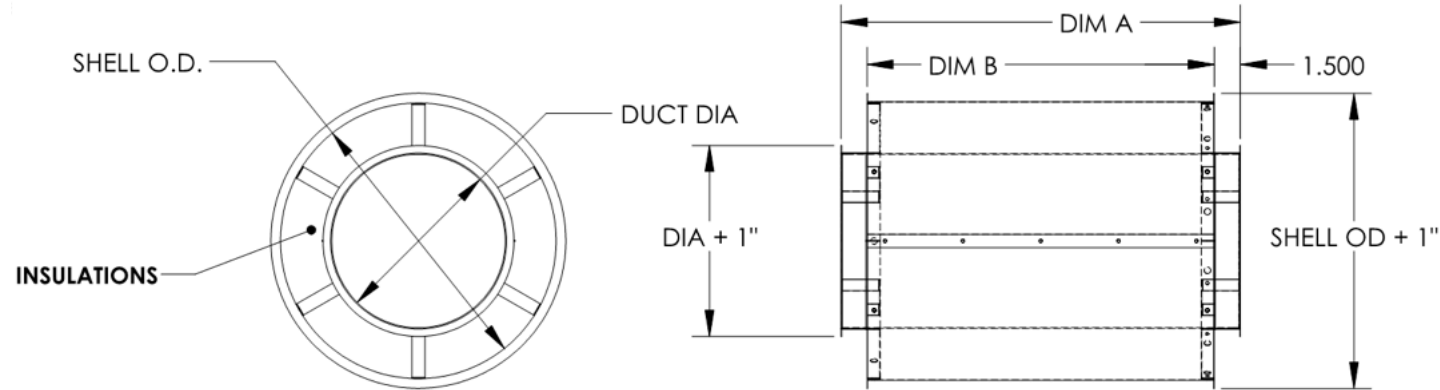 SHELL O.D.
DUCT DIA
INSULATIONS
DIM A
DIM B
1.500
DIA + 1"
SHELL OD + 1"